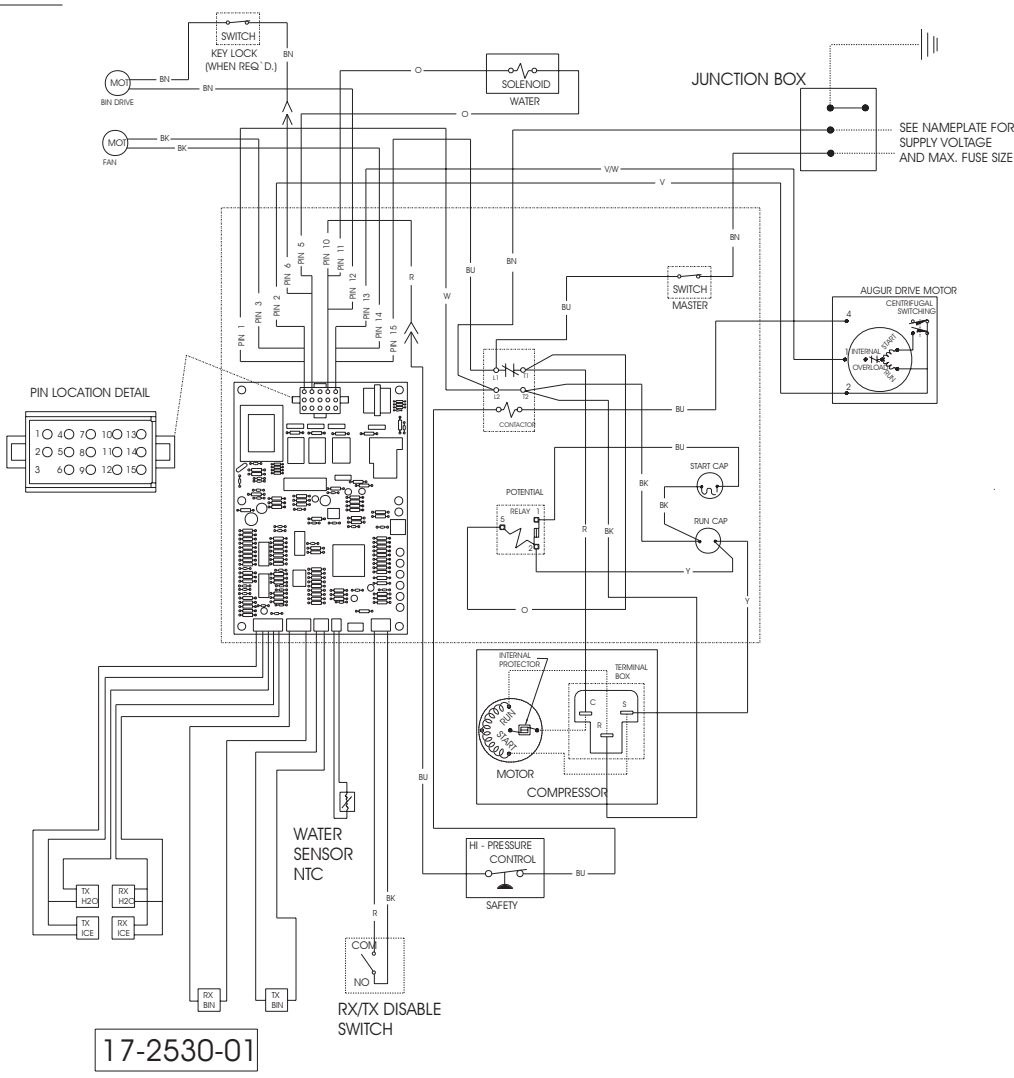 SWITCH
KEY LOCK
(WHEN REQ`D.)
BN
BN
BN
MOT
BIN DRIVE
BK
BK
MOT
FAN
O
SOLENOID
WATER
O
JUNCTION BOX
SEE NAMEPLATE FOR
SUPPLY VOLTAGE
AND MAX. FUSE SIZE
V/W
V
PIN 1
PIN 3
PIN 2
PIN 6
PIN 5
PIN 10
PIN 11
PIN 12
PIN 13
PIN 14
PIN 15
R
W
BU
BN
BU
BN
SWITCH
MASTER
AUGUR DRIVE MOTOR
CENTRIFUGAL
SWITCHING
4
1
2
INTERNAL
OVERLOAD
START
RUN
L1
T1
L2
T2
CONTACTOR
BU
PIN LOCATION DETAIL
1 4 7 10 13
2 5 8 11 14
3 6 9 12 15
BU
START CAP
BK
BK
RUN CAP
POTENTIAL
RELAY
5
1
2
R
BK
Y
Y
O
INTERNAL
PROTECTOR
TERMINAL
BOX
C
S
R
RUN
START
MOTOR
COMPRESSOR
BU
WATER
SENSOR
NTC
HI - PRESSURE
CONTROL
BU
SAFETY
TX
H2O
RX
H2O
TX
ICE
RX
ICE
BK
R
COM
NO
RX/TX DISABLE
SWITCH
RX
BIN
TX
BIN
17-2530-01